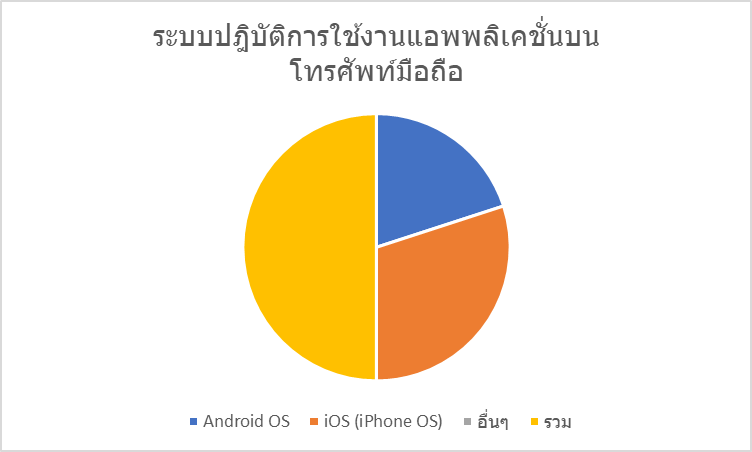 ระบบปฎิบัติการใช้งานแอพพลิเคชั่นบน
โทรศัพท์มือถือ
Android OS iOS (iPhone OS) อื่นๆ รวม